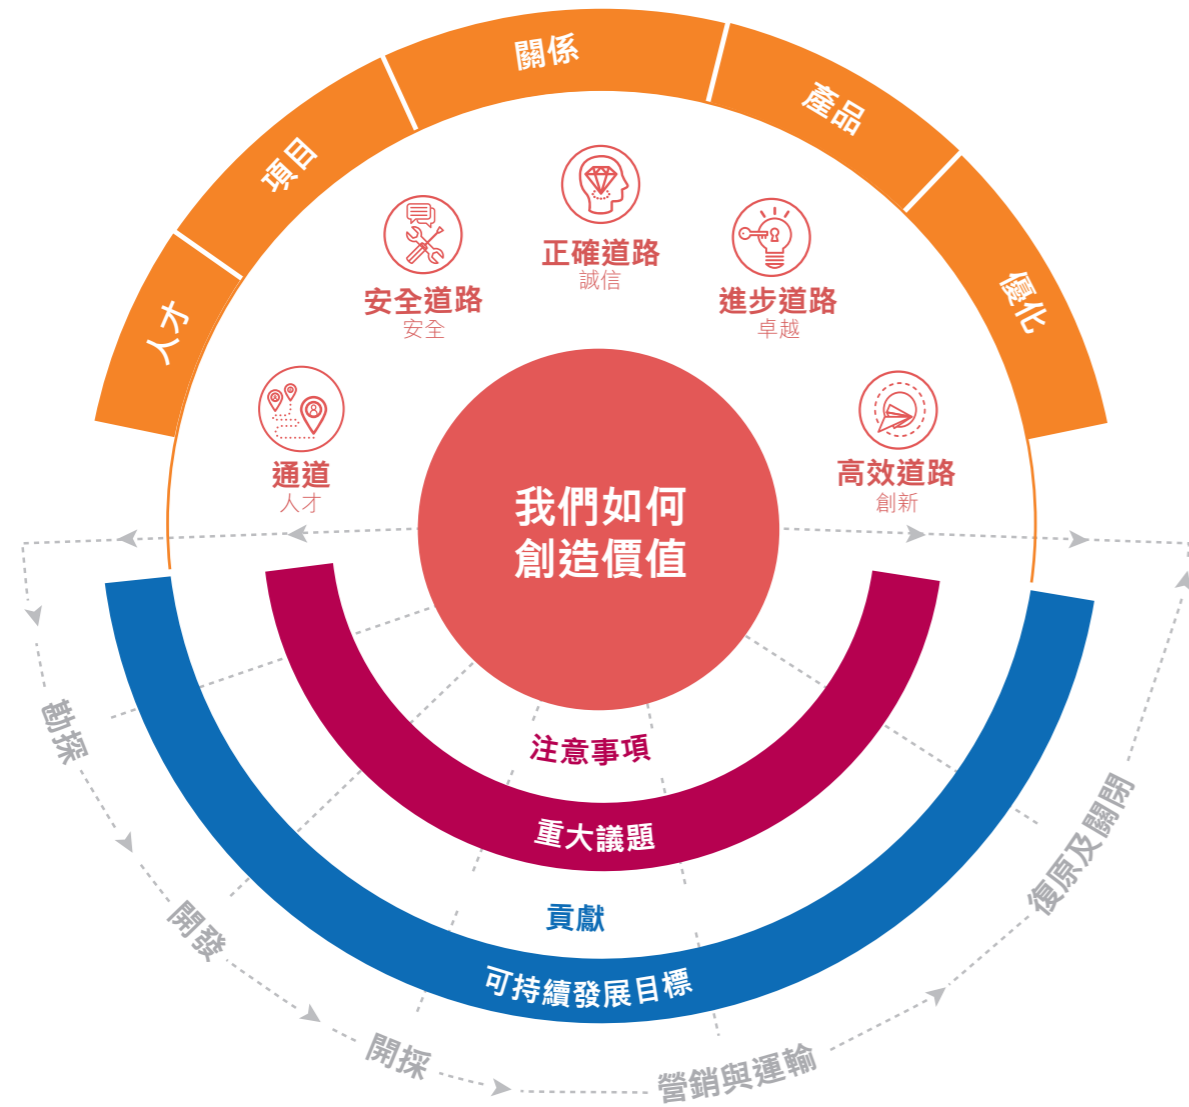 人才
項目
關係
產品
優化
通道
人才
安全道路
安全
正確道路
誠信
進步道路
卓越
高效道路
創新
我們如何
創造價值
注意事項
重大議題
貢獻
可持續發展目標
勘探
開發
開採
營銷與運輸
復原及關閉